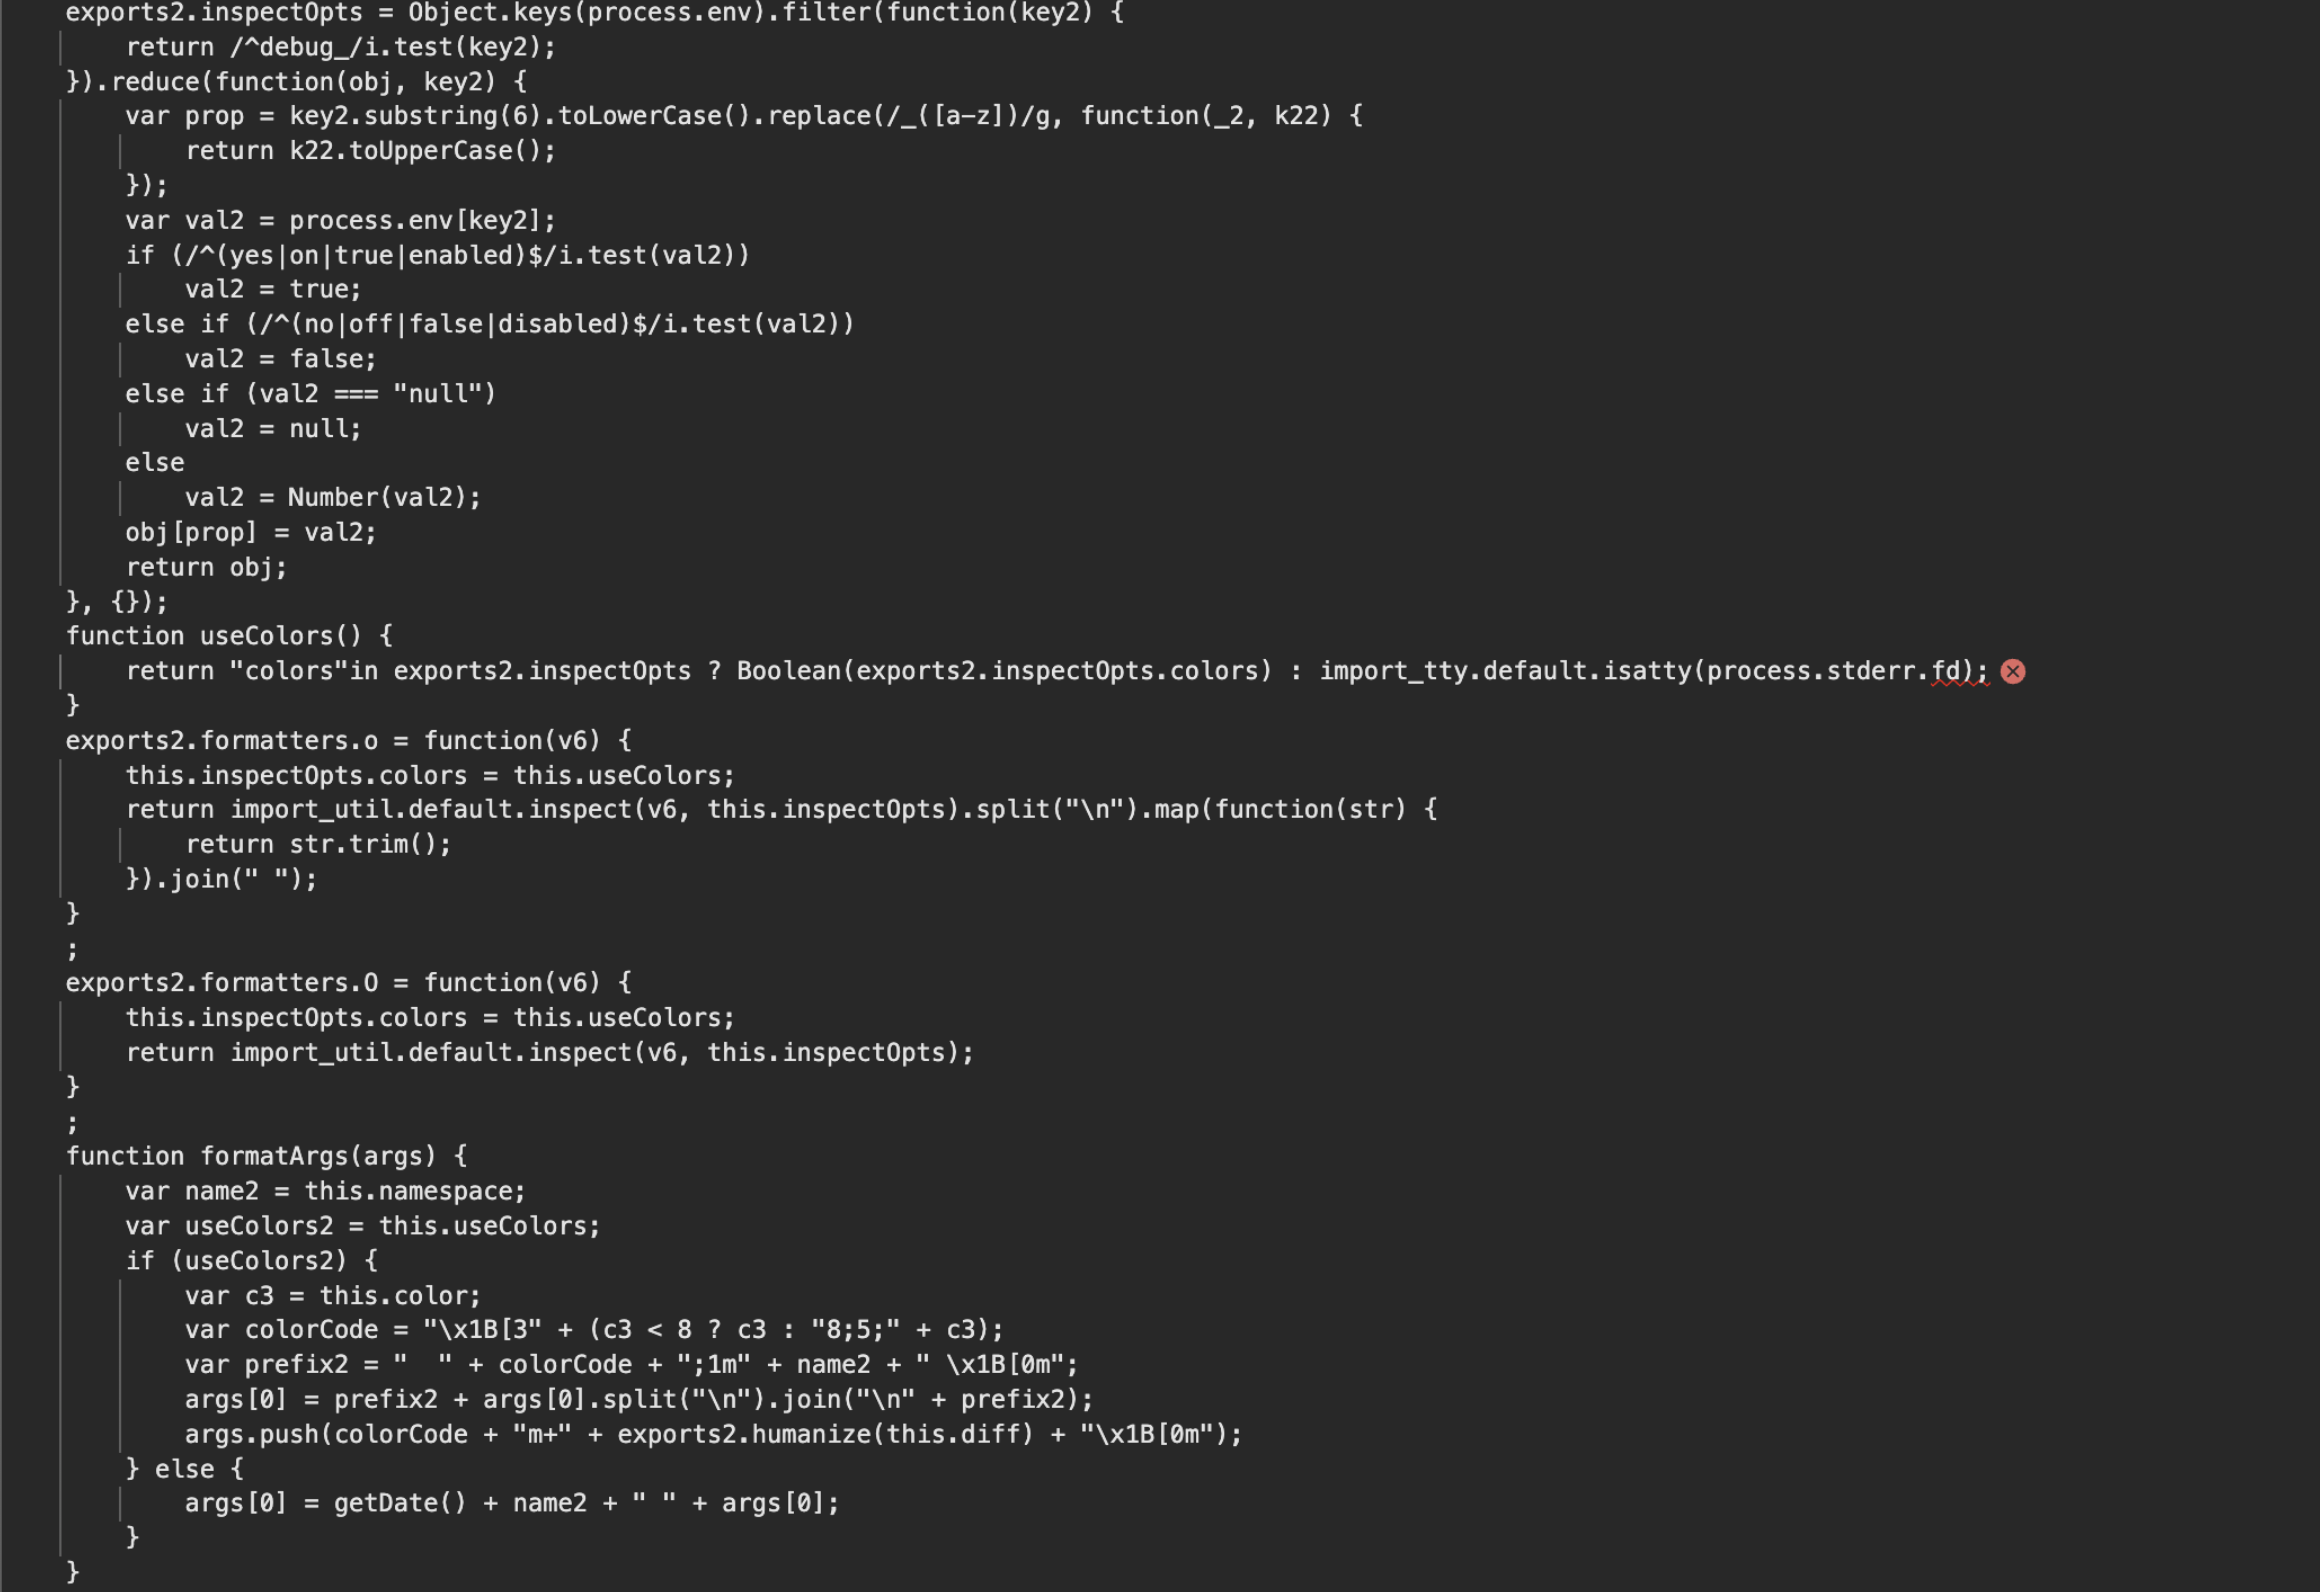 exports2.inspectOpts = Object.keys(process.env).filter(function(key2) {
    return /^debug_/i.test(key2);
}).reduce(function(obj, key2) {
    var prop = key2.substring(6).toLowerCase().replace(/_([a-z])/g, function(_2, k22) {
        return k22.toUpperCase();
    });
    var val2 = process.env[key2];
    if (/^(yes|on|true|enabled)$/i.test(val2))
        val2 = true;
    else if (/^(no|off|false|disabled)$/i.test(val2))
        val2 = false;
    else if (val2 === "null")
        val2 = null;
    else
        val2 = Number(val2);
    obj[prop] = val2;
    return obj;
}, {});
function useColors() {
    return "colors"in exports2.inspectOpts ? Boolean(exports2.inspectOpts.colors) : import_tty.default.isatty(process.stderr.fd);
}
exports2.formatters.o = function(v6) {
    this.inspectOpts.colors = this.useColors;
    return import_util.default.inspect(v6, this.inspectOpts).split("\n").map(function(str) {
        return str.trim();
    }).join(" ");
}
;
exports2.formatters.O = function(v6) {
    this.inspectOpts.colors = this.useColors;
    return import_util.default.inspect(v6, this.inspectOpts);
}
;
function formatArgs(args) {
    var name2 = this.namespace;
    var useColors2 = this.useColors;
    if (useColors2) {
        var c3 = this.color;
        var colorCode = "\x1B[3" + (c3 < 8 ? c3 : "8;5;" + c3);
        var prefix2 = "  " + colorCode + ";1m" + name2 + " \x1B[0m";
        args[0] = prefix2 + args[0].split("\n").join("\n" + prefix2);
        args.push(colorCode + "m+" + exports2.humanize(this.diff) + "\x1B[0m");
    } else {
        args[0] = getDate() + name2 + " " + args[0];
    }
}